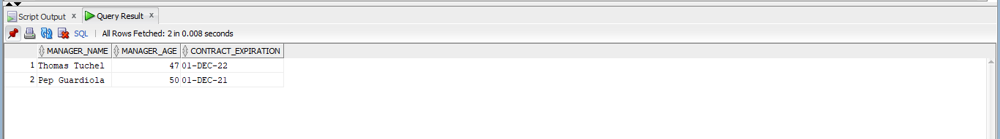 Script Output x Query Result x
SQL | All Rows Fetched: 2 in 0.008 seconds
MANAGER_NAME MANAGER_AGE CONTRACT_EXPIRATION
1 Thomas Tuchel 47 01-DEC-22
2 Pep Guardiola 50 01-DEC-21